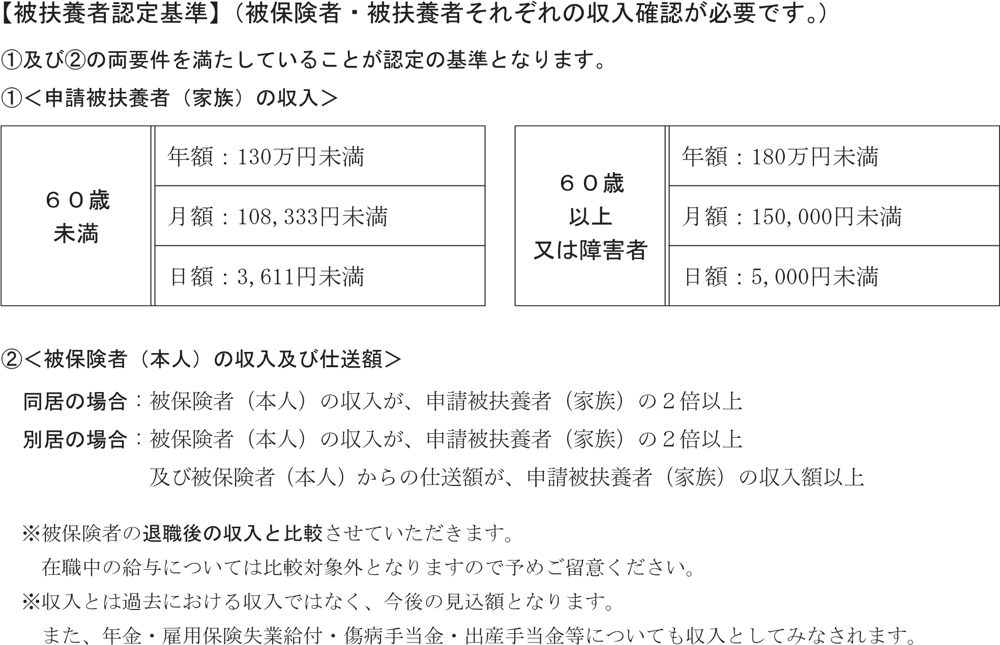 【被扶養者認定基準】（被保険者・被扶養者それぞれの収入確認が必要です。）
①及び②の両要件を満たしていることが認定の基準となります。
①＜申請被扶養者（家族）の収入＞
６０歳
未満
年額：130万円未満
月額：108,333円未満
日額：3,611円未満
６０歳
以上
又は障害者
年額：180万円未満
月額：150,000円未満
日額：5,000円未満
②＜被保険者（本人）の収入及び仕送額＞
同居の場合：被保険者（本人）の収入が、申請被扶養者（家族）の２倍以上
別居の場合：被保険者（本人）の収入が、申請被扶養者（家族）の２倍以上
及び被保険者（本人）からの仕送額が、申請被扶養者（家族）の収入額以上
※被保険者の退職後の収入と比較させていただきます。
在職中の給与については比較対象外となりますので予めご留意ください。
※収入とは過去における収入ではなく、今後の見込額となります。
また、年金・雇用保険失業給付・傷病手当金・出産手当金等についても収入としてみなされます。